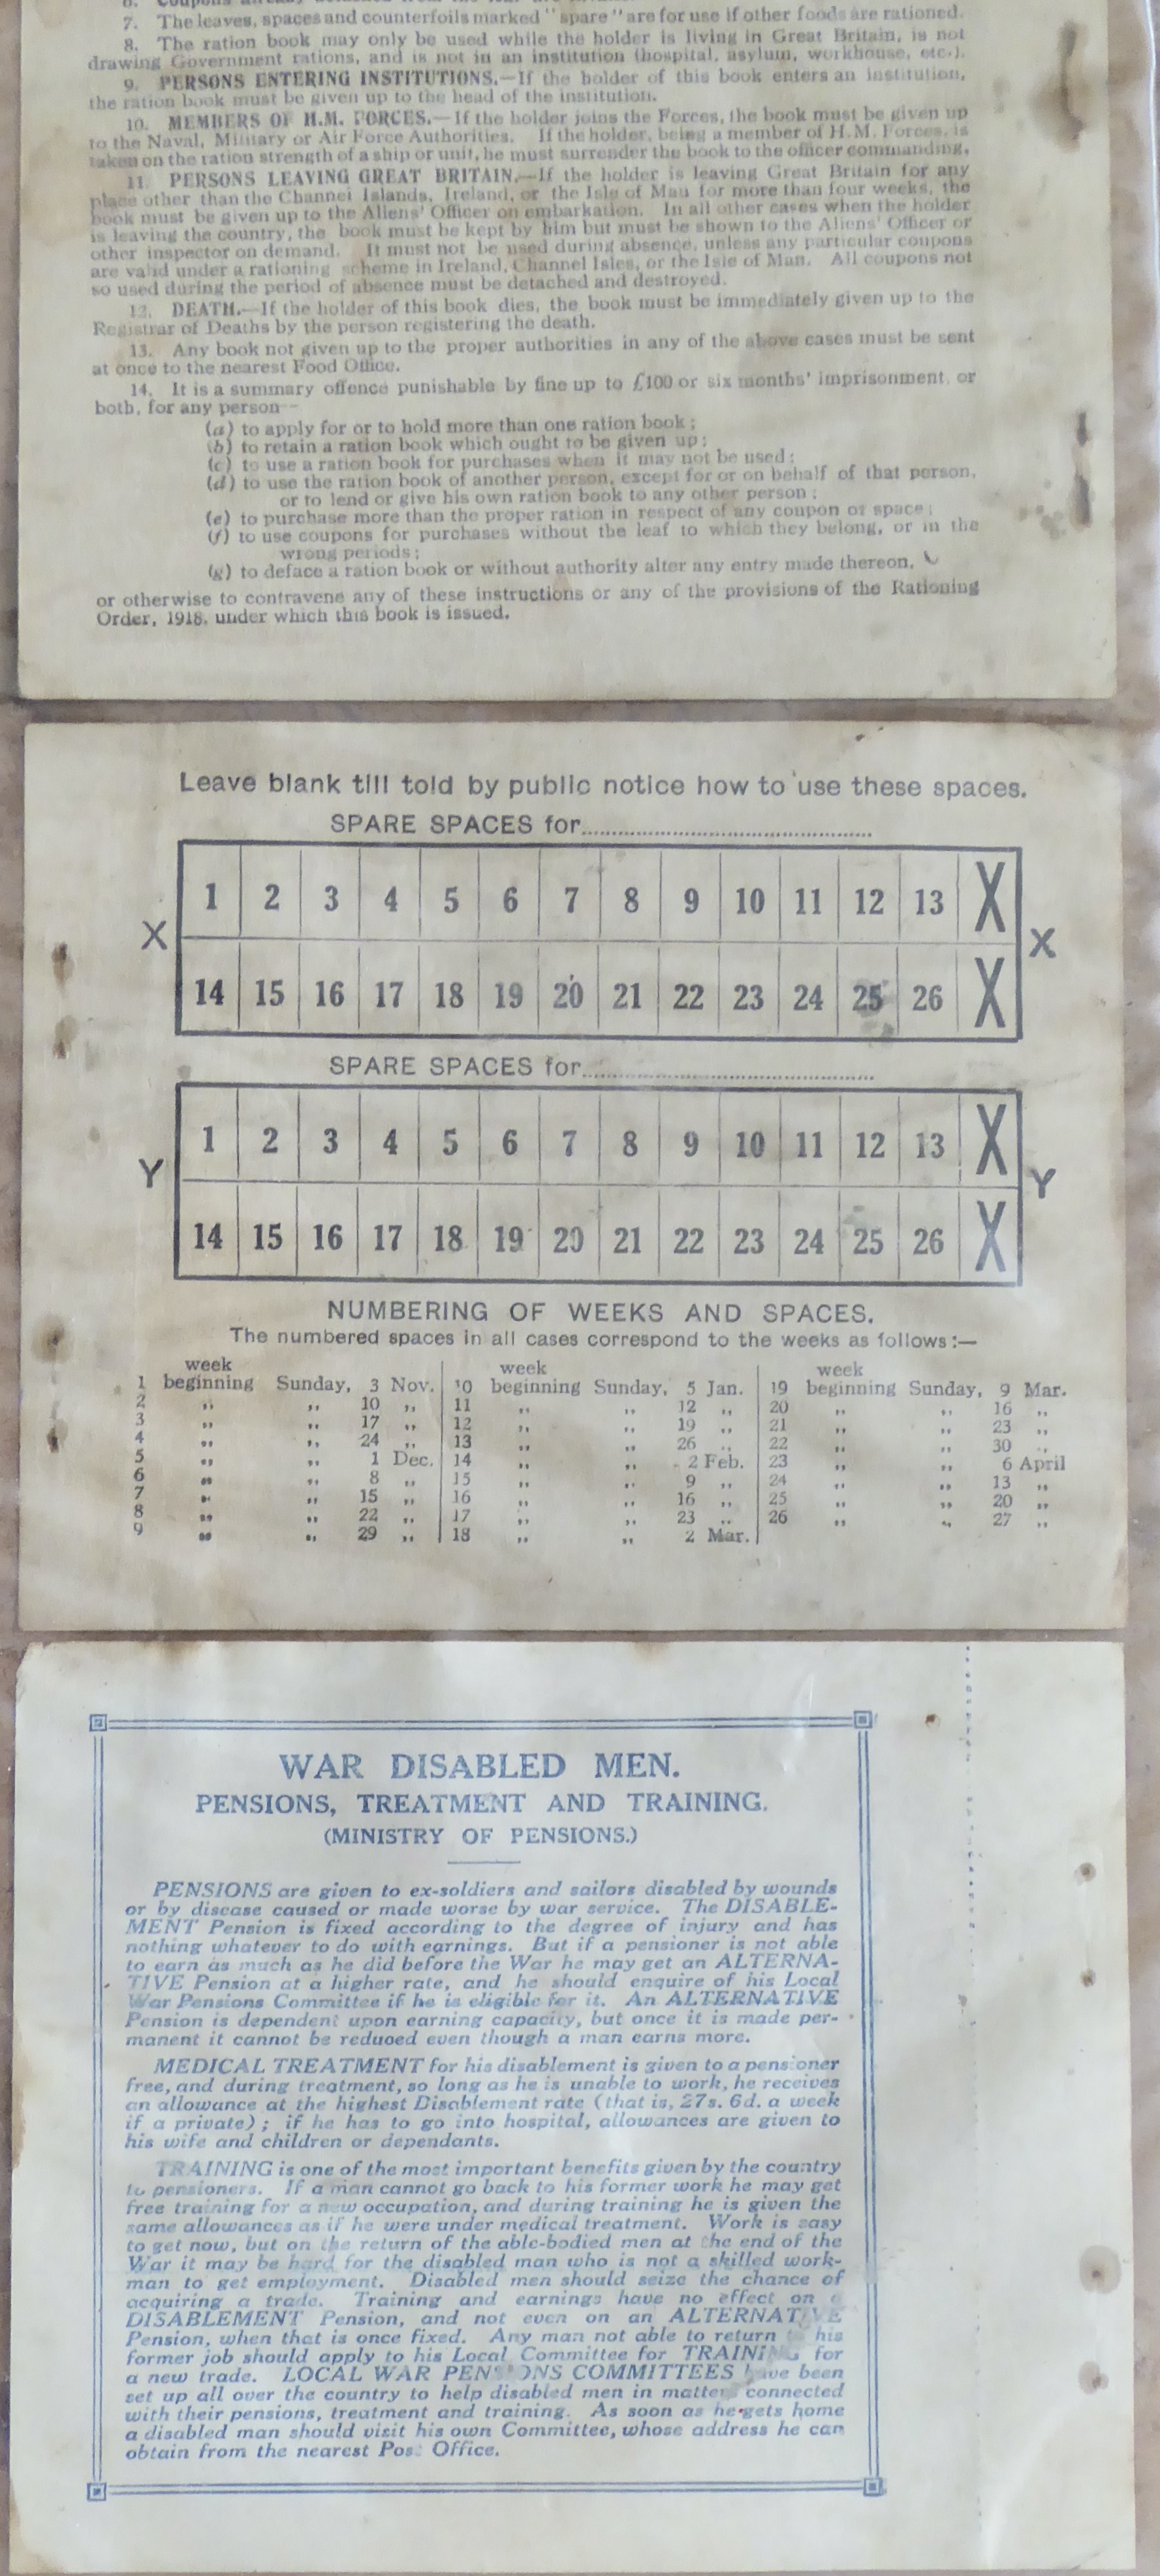 6. Coupons already detached from the leaf are
7. The leaves, spaces and counterfoils marked "spare" are for use if other foods are rationed.
8. The ration book may only be used while the holder is living in Great Britain, is not
drawing Government rations, and is not in an institution (hospital, asylum, workhouse, etc.).
9. PERSONS ENTERING INSTITUTIONS.—If the holder of this book enters an institution,
the ration book must be given up to the head of the institution.
10. MEMBERS OF H.M. FORCES.—If the holder joins the Forces, the book must be given up
to the Naval, Military or Air Force Authorities. If the holder, being a member of H.M. Forces, is
taken on the ration strength of a ship or unit, he must surrender the book to the officer commanding.
11. PERSONS LEAVING GREAT BRITAIN.—If the holder is leaving Great Britain for any
place other than the Channel Islands, Ireland, or the Isle of Man for more than four weeks, the
book must be given up to the Aliens' Officer on embarkation. In all other cases when the holder
is leaving the country, the book must be kept by him but must be shown to the Aliens' Officer or
other inspector on demand. It must not be used during absence, unless any particular coupons
are valid under a rationing scheme in Ireland, Channel Isles, or the Isle of Man. All coupons not
so used during the period of absence must be detached and destroyed.
12. DEATH.—If the holder of this book dies, the book must be immediately given up to the
Registrar of Deaths by the person registering the death.
13. Any book not given up to the proper authorities in any of the above cases must be sent
at once to the nearest Food Office.
14. It is a summary offence punishable by fine up to £100 or six months' imprisonment, or
both, for any person—
(a) to apply for or to hold more than one ration book;
(b) to retain a ration book which ought to be given up;
(c) to use a ration book for purchases when it may not be used;
(d) to use the ration book of another person, except for or on behalf of that person,
or to lend or give his own ration book to any other person;
(e) to purchase more than the proper ration in respect of any coupon or space;
(f) to use coupons for purchases without the leaf to which they belong, or in the
wrong periods;
(g) to deface a ration book or without authority alter any entry made thereon,
or otherwise to contravene any of these instructions or any of the provisions of the Rationing
Order, 1918, under which this book is issued.
Leave blank till told by public notice how to use these spaces.
SPARE SPACES for
1 2 3 4 5 6 7 8 9 10 11 12 13 X
X X
14 15 16 17 18 19 20 21 22 23 24 25 26 X
SPARE SPACES for
1 2 3 4 5 6 7 8 9 10 11 12 13 X
Y Y
14 15 16 17 18 19 20 21 22 23 24 25 26 X
NUMBERING OF WEEKS AND SPACES.
The numbered spaces in all cases correspond to the weeks as follows:—
week week week
1 beginning Sunday, 3 Nov. 10 beginning Sunday, 5 Jan. 19 beginning Sunday, 9 Mar.
2 ,, ,, 10 ,, 11 ,, ,, 12 ,, 20 ,, ,, 16 ,,
3 ,, ,, 17 ,, 12 ,, ,, 19 ,, 21 ,, ,, 23 ,,
4 ,, ,, 24 ,, 13 ,, ,, 26 ,, 22 ,, ,, 30 ,,
5 ,, ,, 1 Dec. 14 ,, ,, 2 Feb. 23 ,, ,, 6 April
6 ,, ,, 8 ,, 15 ,, ,, 9 ,, 24 ,, ,, 13 ,,
7 ,, ,, 15 ,, 16 ,, ,, 16 ,, 25 ,, ,, 20 ,,
8 ,, ,, 22 ,, 17 ,, ,, 23 ,, 26 ,, ,, 27 ,,
9 ,, ,, 29 ,, 18 ,, ,, 2 Mar.
WAR DISABLED MEN.
PENSIONS, TREATMENT AND TRAINING.
(MINISTRY OF PENSIONS.)
PENSIONS are given to ex-soldiers and sailors disabled by wounds
or by disease caused or made worse by war service. The DISABLE-
MENT Pension is fixed according to the degree of injury and has
nothing whatever to do with earnings. But if a pensioner is not able
to earn as much as he did before the War he may get an ALTERNA-
TIVE Pension at a higher rate, and he should enquire of his Local
War Pensions Committee if he is eligible for it. An ALTERNATIVE
Pension is dependent upon earning capacity, but once it is made per-
manent it cannot be reduced even though a man earns more.
MEDICAL TREATMENT for his disablement is given to a pensioner
free, and during treatment, so long as he is unable to work, he receives
an allowance at the highest Disablement rate (that is, 27s. 6d. a week
if a private); if he has to go into hospital, allowances are given to
his wife and children or dependants.
TRAINING is one of the most important benefits given by the country
to pensioners. If a man cannot go back to his former work he may get
free training for a new occupation, and during training he is given the
same allowances as if he were under medical treatment. Work is easy
to get now, but on the return of the able-bodied men at the end of the
War it may be hard for the disabled man who is not a skilled work-
man to get employment. Disabled men should seize the chance of
acquiring a trade. Training and earnings have no effect on a
DISABLEMENT Pension, and not even on an ALTERNATIVE
Pension, when that is once fixed. Any man not able to return to his
former job should apply to his Local Committee for TRAINING for
a new trade. LOCAL WAR PENSIONS COMMITTEES have been
set up all over the country to help disabled men in matters connected
with their pensions, treatment and training. As soon as he gets home
a disabled man should visit his own Committee, whose address he can
obtain from the nearest Post Office.